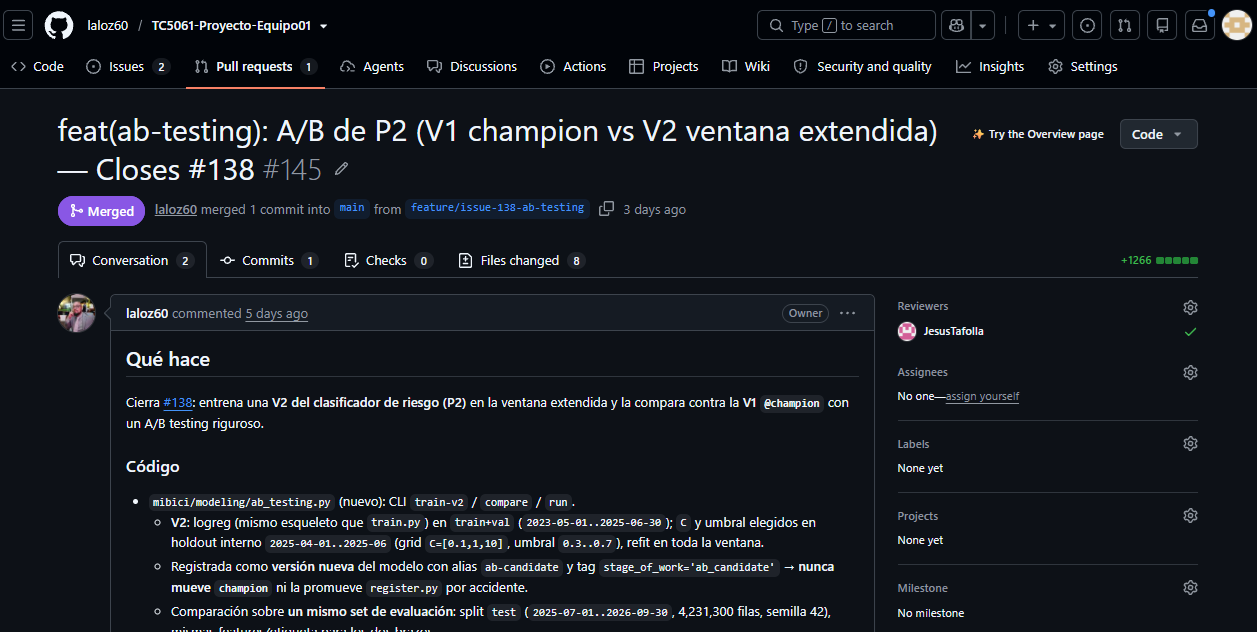 laloz60 / TC5061-Proyecto-Equipo01
Type / to search
Code Issues 2 Pull requests 1 Agents Discussions Actions Projects Wiki Security and quality Insights Settings
feat(ab-testing): A/B de P2 (V1 champion vs V2 ventana extendida)
— Closes #138 #145
Try the Overview page
Code
Merged laloz60 merged 1 commit into main from feature/issue-138-ab-testing 3 days ago
Conversation 2 Commits 1 Checks 0 Files changed 8
+1266
laloz60 commented 5 days ago Owner
Qué hace
Cierra #138: entrena una V2 del clasificador de riesgo (P2) en la ventana extendida y la compara contra la V1 @champion con
un A/B testing riguroso.
Código
mibici/modeling/ab_testing.py (nuevo): CLI train-v2 / compare / run.
V2: logreg (mismo esqueleto que train.py) en train+val (2023-05-01..2025-06-30); C y umbral elegidos en
holdout interno 2025-04-01..2025-06 (grid C=[0.1,1,10], umbral 0.3..0.7), refit en toda la ventana.
Registrada como versión nueva del modelo con alias ab-candidate y tag stage_of_work='ab_candidate' → nunca
mueve champion ni la promueve register.py por accidente.
Comparación sobre un mismo set de evaluación: split test (2025-07-01..2026-09-30, 4,231,300 filas, semilla 42),
Reviewers
JesusTafolla
Assignees
No one—assign yourself
Labels
None yet
Projects
None yet
Milestone
No milestone